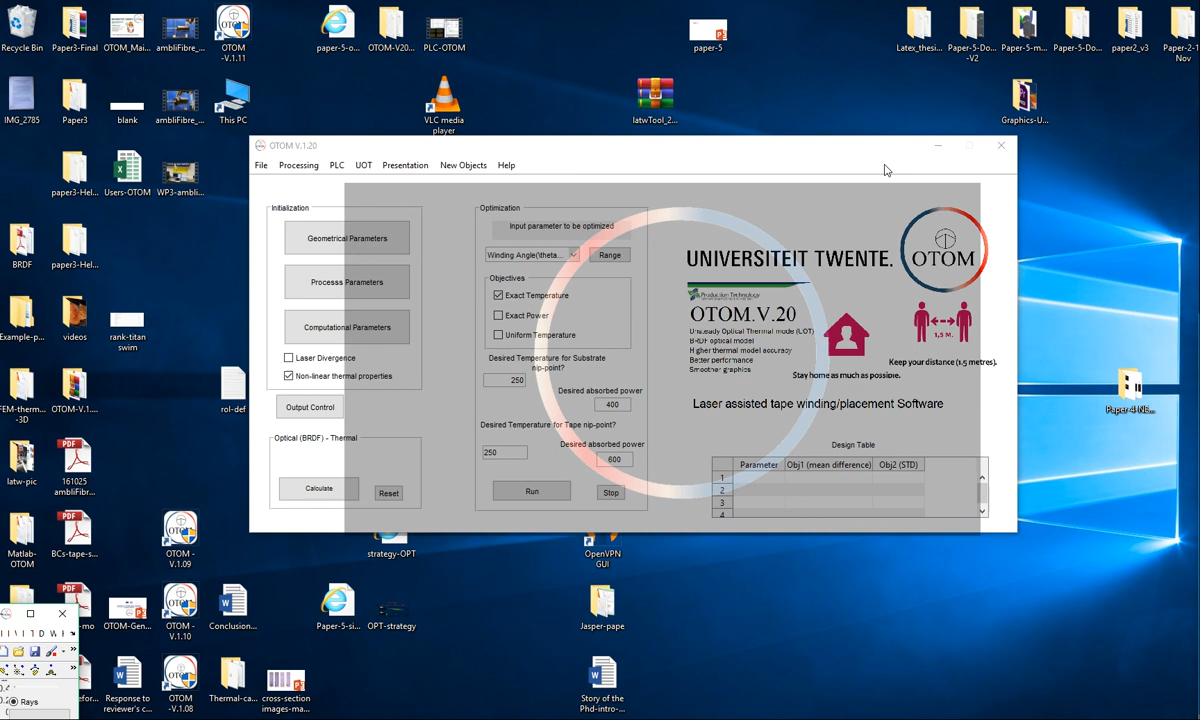 Recycle Bin
Paper3-Final
OTOM_Mai...
ambliFibre_...
OTOM
-V.1.11
paper-5-o...
OTOM-V20...
PLC-OTOM
paper-5
Latex_thesi...
Paper-5-Do...
-V2
Paper-5-m...
Paper-5-Do...
paper2_v3
Paper-2-1
Nov
IMG_2785
Paper3
blank
ambliFibre_...
This PC
VLC media
player
latwTool_2...
Graphics-U...
paper3-Hel...
Users-OTOM
WP3-ambli...
BRDF
paper3-Hel...
Example-p...
videos
rank-titan
swim
FEM-therm...
-3D
OTOM-V.1....
rol-def
Paper-4-NE...
latw-pic
161025
ambliFibr...
Matlab-
OTOM
BCs-tape-s...
OTOM -
V.1.09
strategy-OPT
OpenVPN
GUI
OTOM-Gen...
OTOM -
V.1.10
Conclusion...
Paper-5-si...
OPT-strategy
Jasper-pape
Response to
reviewer's c...
OTOM
-V.1.08
Thermal-ca...
cross-section
images-ma...
Story of the
Phd-intro-...
Rays
OTOM V.1.20
File Processing PLC UOT Presentation New Objects Help
Initialization
Geometrical Parameters
Processs Parameters
Computational Parameters
Laser Divergence
Non-linear thermal properties
Output Control
Optical (BRDF) - Thermal
Calculate
Reset
Optimization
Input parameter to be optimized
Winding Angle(\theta...
Range
Objectives
Exact Temperature
Exact Power
Uniform Temperature
Desired Temperature for Substrate
nip-point?
250
Desired absorbed power
400
Desired Temperature for Tape nip-point?
Desired absorbed power
250
600
Run
Stop
UNIVERSITEIT TWENTE.
OTOM
Production Technology
OTOM.V.20
Unsteady Optical Thermal mode (UOT)
BRDF optical model
Higher thermal model accuracy
Better performance
Smoother graphics
1,5 M.
Keep your distance (1.5 metres).
Stay home as much as possible.
Laser assisted tape winding/placement Software
Design Table
Parameter Obj1 (mean difference) Obj2 (STD)
1
2
3
4